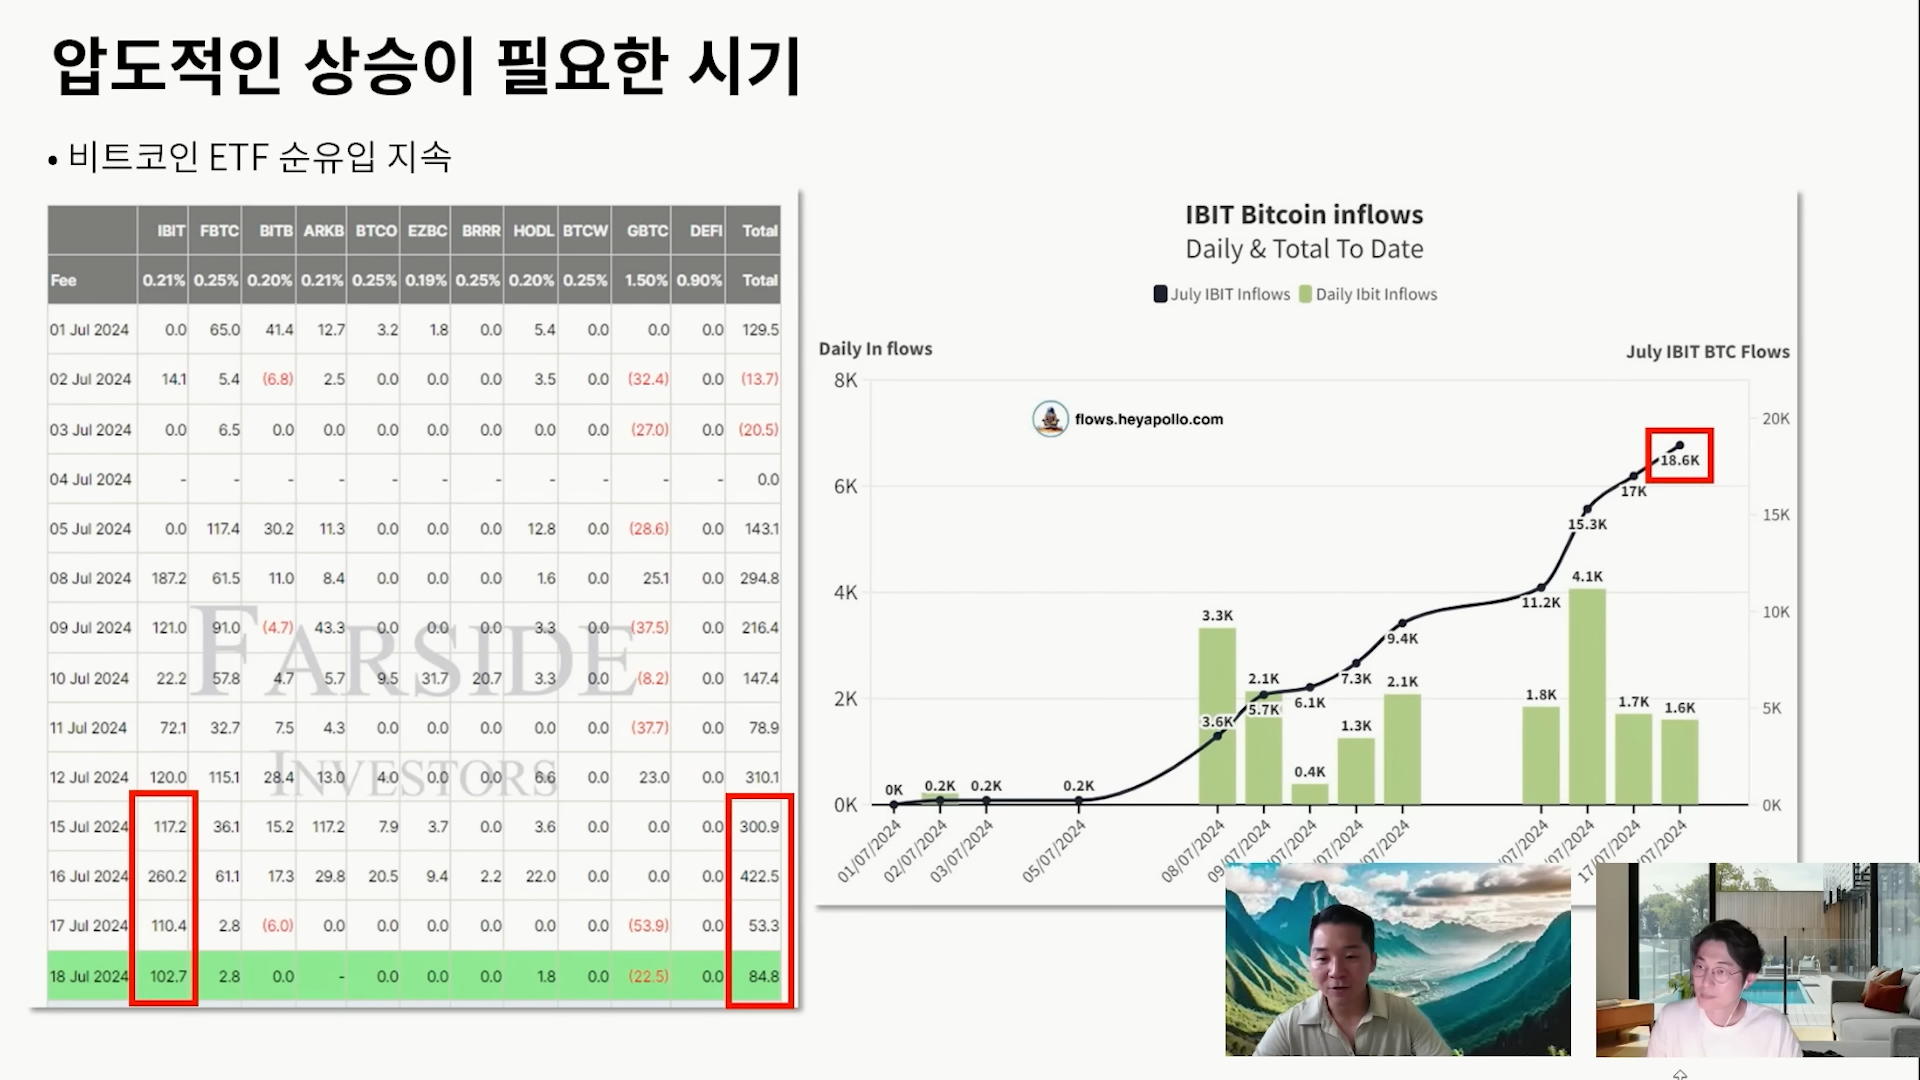 압도적인 상승이 필요한 시기
• 비트코인 ETF 순유입 지속
IBIT FBTC BITB ARKB BTCO EZBC BRRR HODL BTCW GBTC DEFI Total
Fee 0.21% 0.25% 0.20% 0.21% 0.25% 0.19% 0.25% 0.20% 0.25% 1.50% 0.90% Total
01 Jul 2024 0.0 65.0 41.4 12.7 3.2 1.8 0.0 5.4 0.0 0.0 0.0 129.5
02 Jul 2024 14.1 5.4 (6.8) 2.5 0.0 0.0 0.0 3.5 0.0 (32.4) 0.0 (13.7)
03 Jul 2024 0.0 6.5 0.0 0.0 0.0 0.0 0.0 0.0 0.0 (27.0) 0.0 (20.5)
04 Jul 2024 - - - - - - - - - - - 0.0
05 Jul 2024 0.0 117.4 30.2 11.3 0.0 0.0 0.0 12.8 0.0 (28.6) 0.0 143.1
08 Jul 2024 187.2 61.5 11.0 8.4 0.0 0.0 0.0 1.6 0.0 25.1 0.0 294.8
09 Jul 2024 121.0 91.0 (4.7) 43.3 0.0 0.0 0.0 3.3 0.0 (37.5) 0.0 216.4
10 Jul 2024 22.2 57.8 4.7 5.7 9.5 31.7 20.7 3.3 0.0 (8.2) 0.0 147.4
11 Jul 2024 72.1 32.7 7.5 4.3 0.0 0.0 0.0 0.0 0.0 (37.7) 0.0 78.9
12 Jul 2024 120.0 115.1 28.4 13.0 4.0 0.0 0.0 6.6 0.0 23.0 0.0 310.1
15 Jul 2024 117.2 36.1 15.2 117.2 7.9 3.7 0.0 3.6 0.0 0.0 0.0 300.9
16 Jul 2024 260.2 61.1 17.3 29.8 20.5 9.4 2.2 22.0 0.0 0.0 0.0 422.5
17 Jul 2024 110.4 2.8 (6.0) 0.0 0.0 0.0 0.0 0.0 0.0 (53.9) 0.0 53.3
18 Jul 2024 102.7 2.8 0.0 - 0.0 0.0 0.0 1.8 0.0 (22.5) 0.0 84.8
FARSIDE
INVESTORS
IBIT Bitcoin inflows
Daily & Total To Date
July IBIT Inflows Daily Ibit Inflows
Daily In flows
July IBIT BTC Flows
flows.heyapollo.com
8K
6K
4K
2K
0K
20K
15K
10K
5K
0K
0K 0.2K 0.2K 0.2K 3.6K 5.7K 6.1K 7.3K 9.4K 11.2K 15.3K 17K 18.6K
3.3K 2.1K 0.4K 1.3K 2.1K 1.8K 4.1K 1.7K 1.6K
01/07/2024 02/07/2024 03/07/2024 05/07/2024 08/07/2024 09/07/2024 /07/2024 /07/2024 /07/2024 /07/2024 /07/2024 17/07/2024 /07/2024